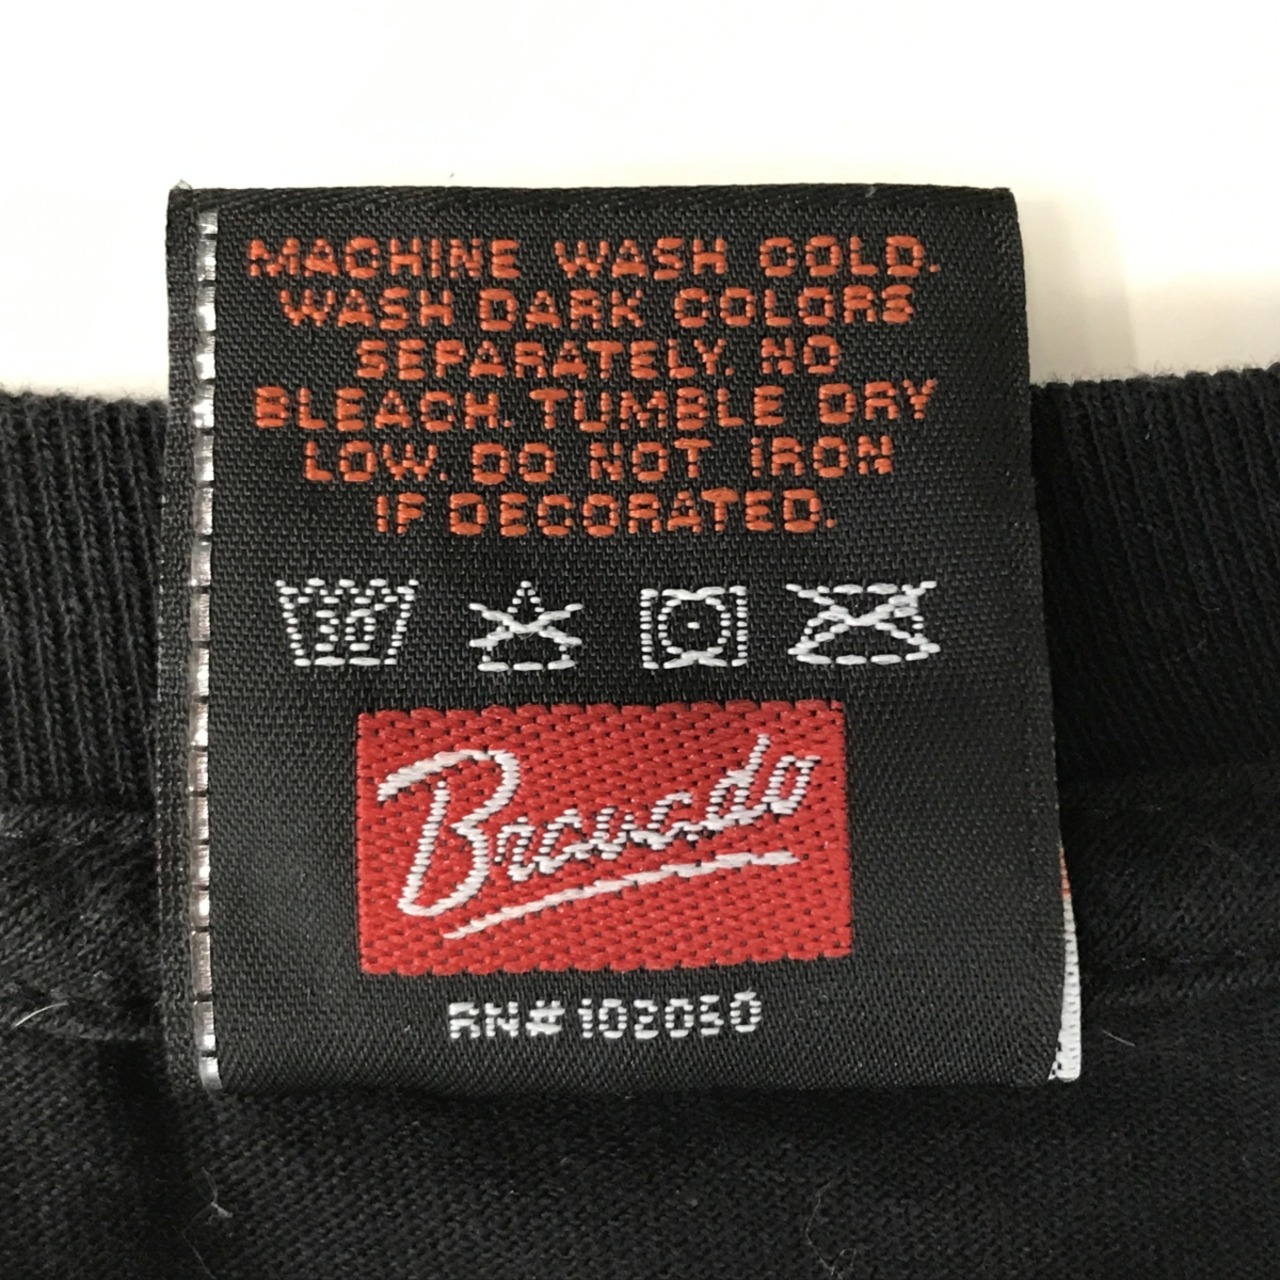 MACHINE WASH COLD.
WASH DARK COLORS
SEPARATELY. NO
BLEACH. TUMBLE DRY
LOW. DO NOT IRON
IF DECORATED.
30
Bravado
RN# 102050